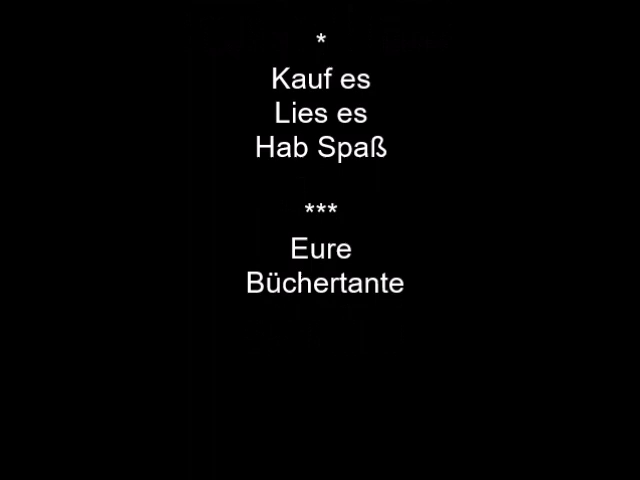 *
Kauf es
Lies es
Hab Spaß
***
Eure
Büchertante